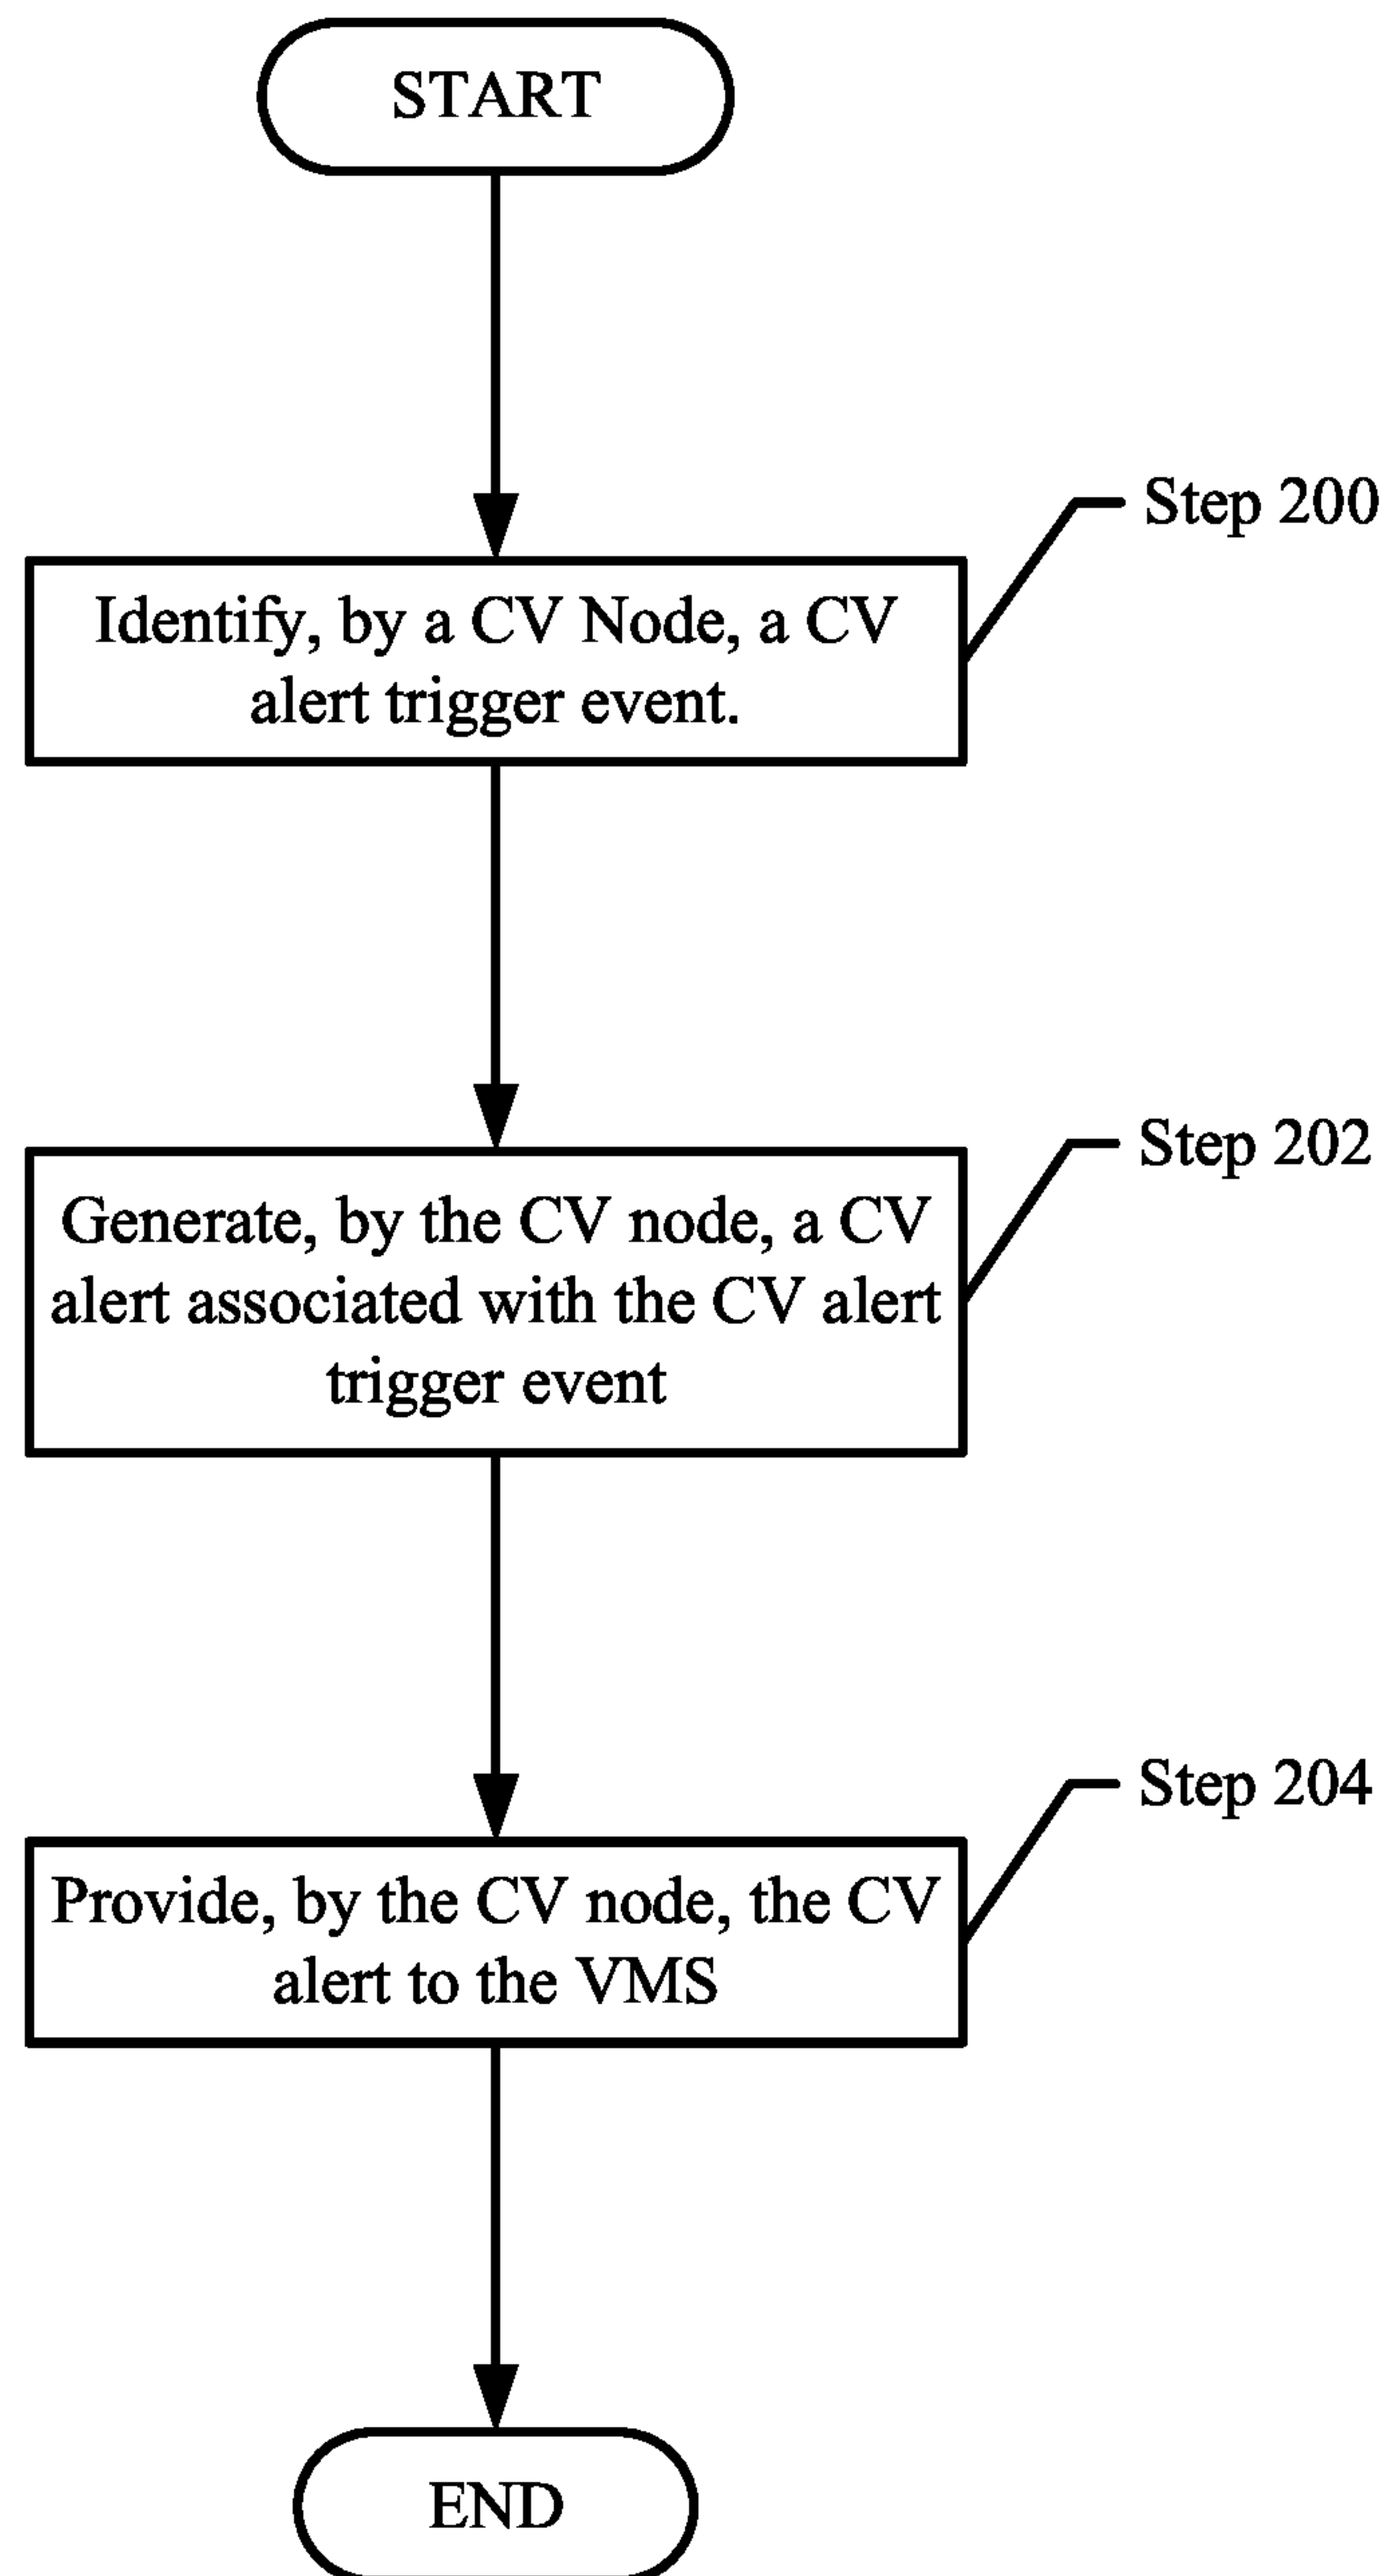 START
Step 200
Identify, by a CV Node, a CV
alert trigger event.
Step 202
Generate, by the CV node, a CV
alert associated with the CV alert
trigger event
Step 204
Provide, by the CV node, the CV
alert to the VMS
END